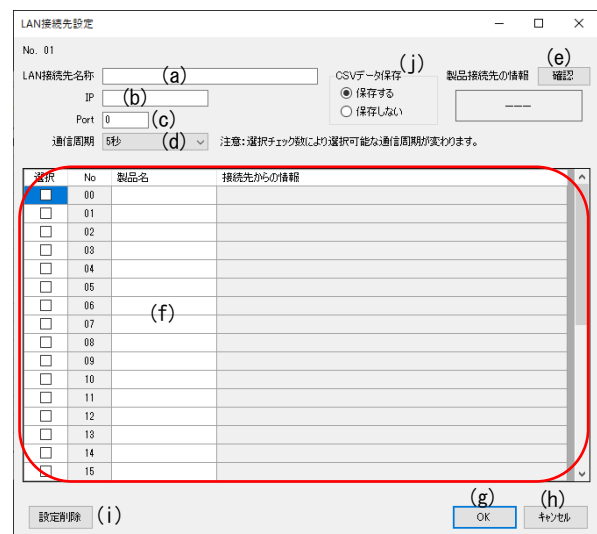 LAN接続先設定
No. 01
(j) (e)
LAN接続先名称 (a) CSVデータ保存 製品接続先の情報 確認
IP (b) ◉ 保存する ---
Port 0 (c) ○ 保存しない
通信周期 5秒 (d) 注意：選択チェック数により選択可能な通信周期が変わります。
選択 No 製品名 接続先からの情報
00
01
02
03
04
05
06
(f)
07
08
09
10
11
12
13
14
15
(g) (h)
設定削除 (i) OK キャンセル